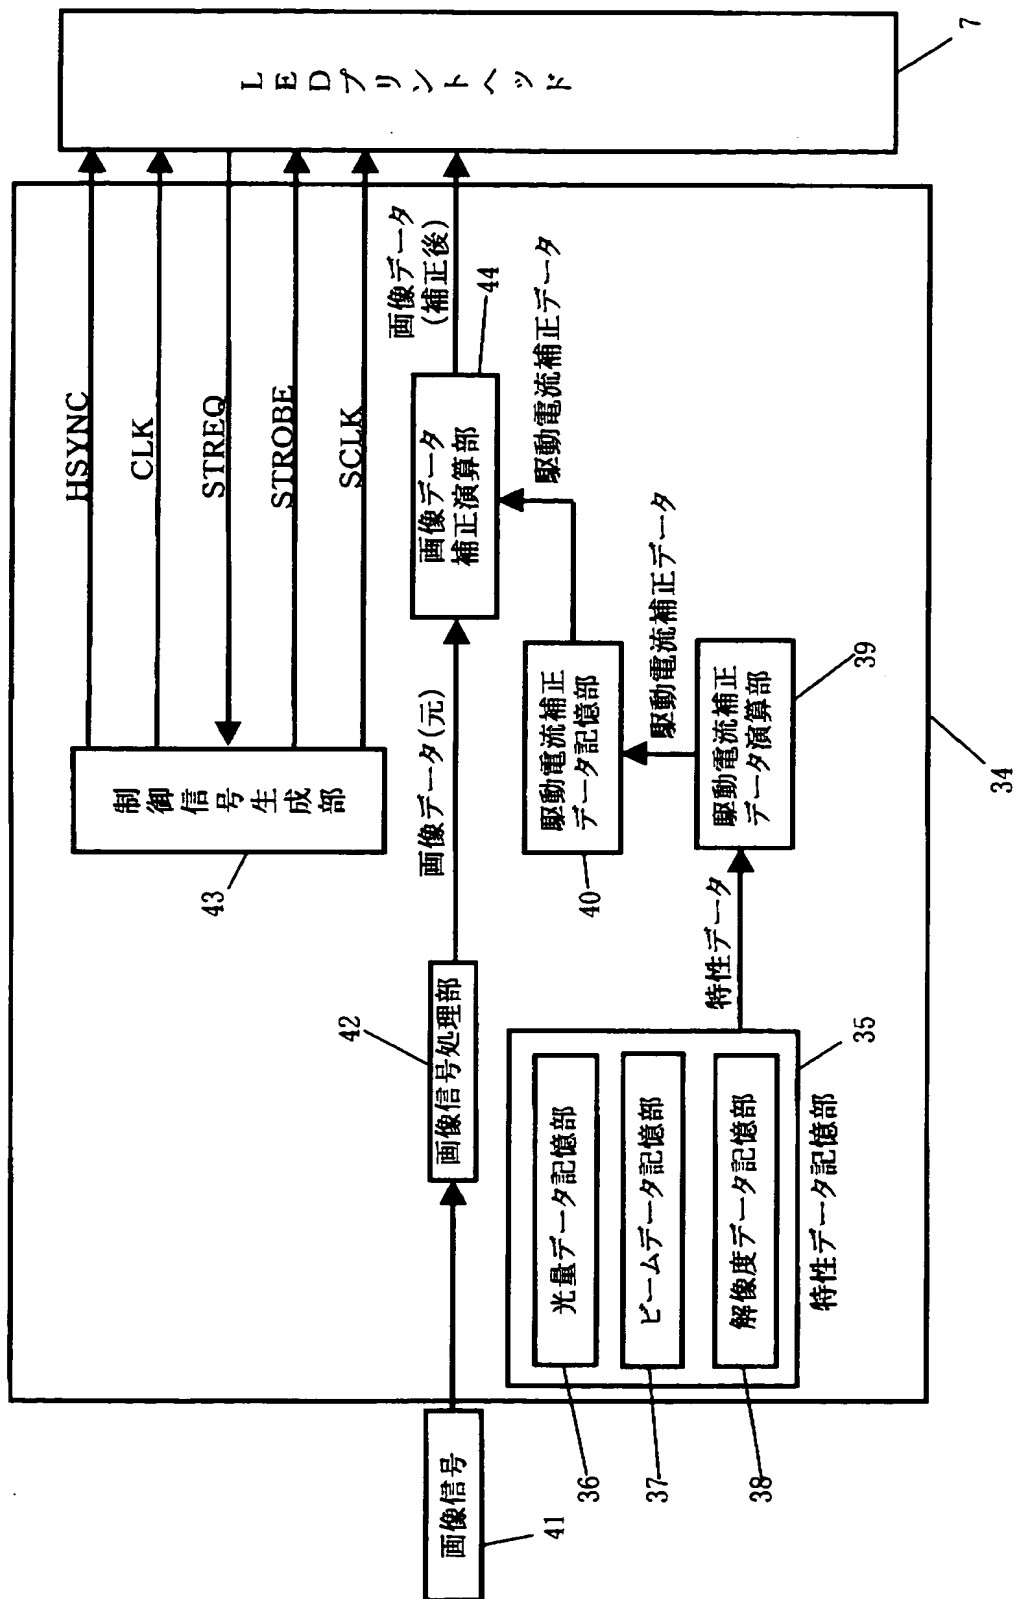 LEDプリントヘッド
7
HSYNC
CLK
STREQ
STROBE
SCLK
制御信号生成部
43
画像データ
(補正後)
44
画像データ
補正演算部
駆動電流補正データ
画像データ(元)
42
画像信号処理部
画像信号
41
駆動電流補正
データ記憶部
40
駆動電流補正データ
駆動電流補正
データ演算部
39
特性データ
35
光量データ記憶部
ビームデータ記憶部
解像度データ記憶部
特性データ記憶部
36
37
38
34